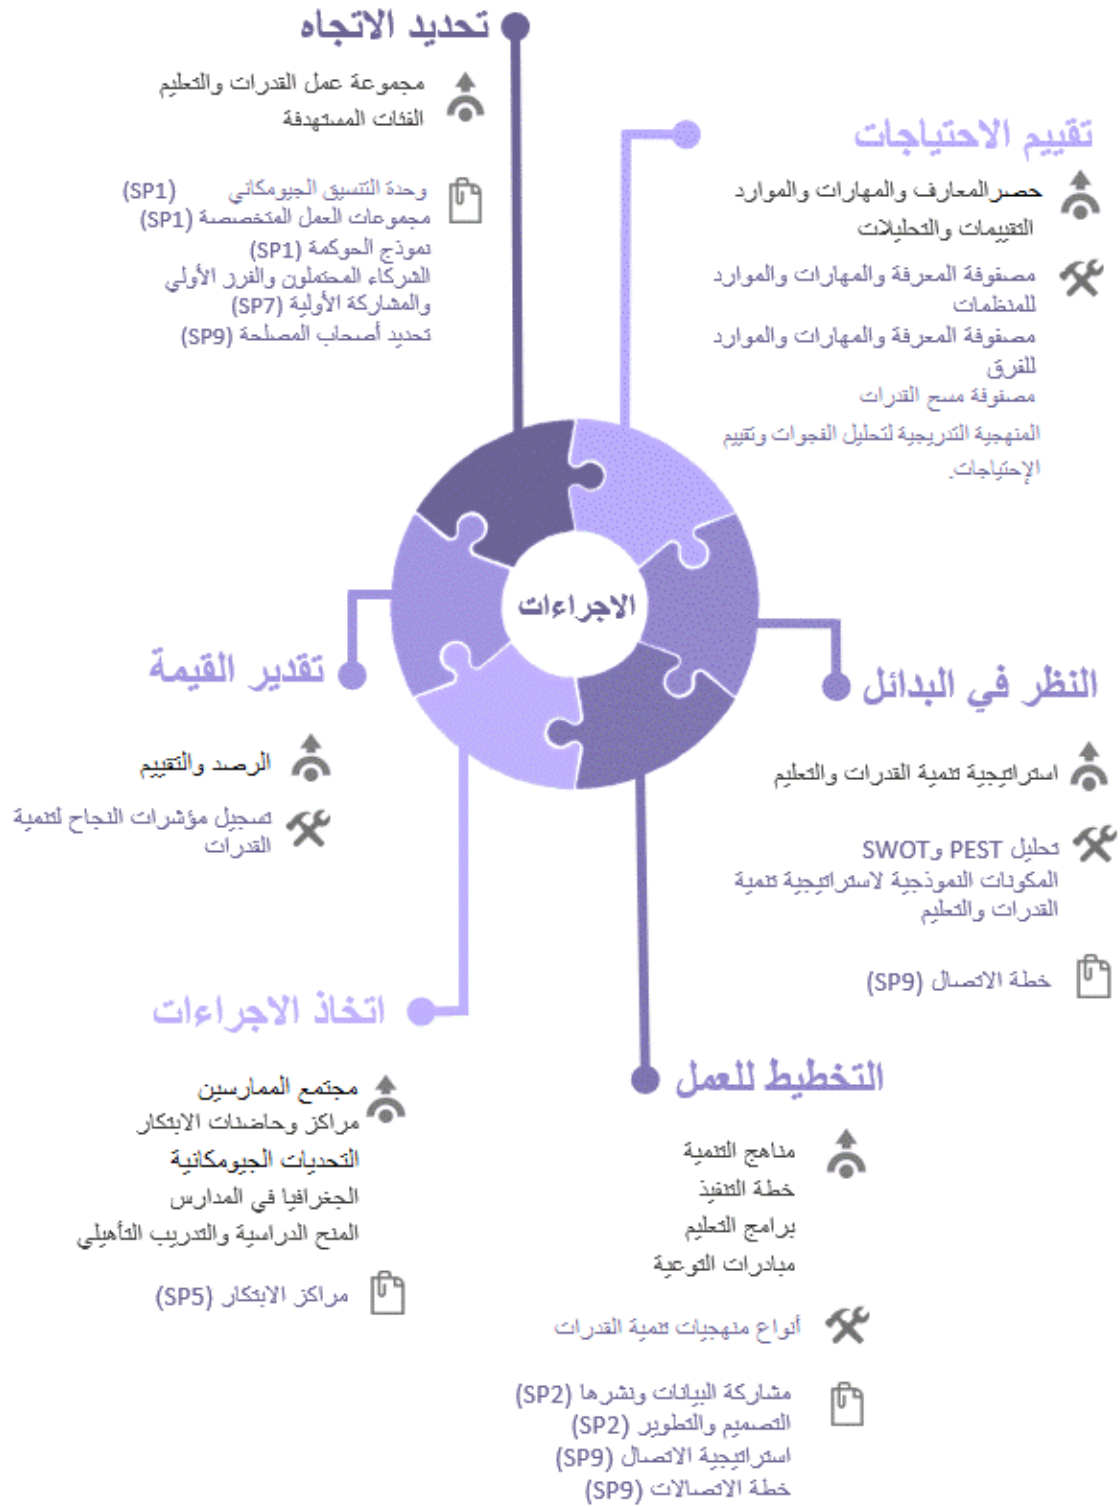 تحديد الاتجاه
مجموعة عمل القدرات والتعليم
الفئات المستهدفة
وحدة التنسيق الجيومكاني (SP1)
مجموعات العمل المتخصصة (SP1)
نموذج الحوكمة (SP1)
الشركاء المحتملون والفرز الأولي
والمشاركة الأولية (SP7)
تحديد أصحاب المصلحة (SP9)
تقييم الاحتياجات
حصرالمعارف والمهارات والموارد
التقييمات والتحليلات
مصفوفة المعرفة والمهارات والموارد
للمنظمات
مصفوفة المعرفة والمهارات والموارد
للفرق
مصفوفة مسح القدرات
المنهجية التدريجية لتحليل الفجوات وتقييم
الإحتياجات.
الاجراءات
النظر في البدائل
استراتيجية تنمية القدرات والتعليم
تحليل PEST وSWOT
المكونات النموذجية لاستراتيجية تنمية
القدرات والتعليم
خطة الاتصال (SP9)
التخطيط للعمل
مناهج التنمية
خطة التنفيذ
برامج التعليم
مبادرات التوعية
أنواع منهجيات تنمية القدرات
مشاركة البيانات ونشرها (SP2)
التصميم والتطوير (SP2)
استراتيجية الاتصال (SP9)
خطة الاتصالات (SP9)
اتخاذ الاجراءات
مجتمع الممارسين
مراكز وحاضنات الابتكار
التحديات الجيومكانية
الجغرافيا في المدارس
المنح الدراسية والتدريب التأهيلي
مراكز الابتكار (SP5)
تقدير القيمة
الرصد والتقييم
تسجيل مؤشرات النجاح لتنمية
القدرات